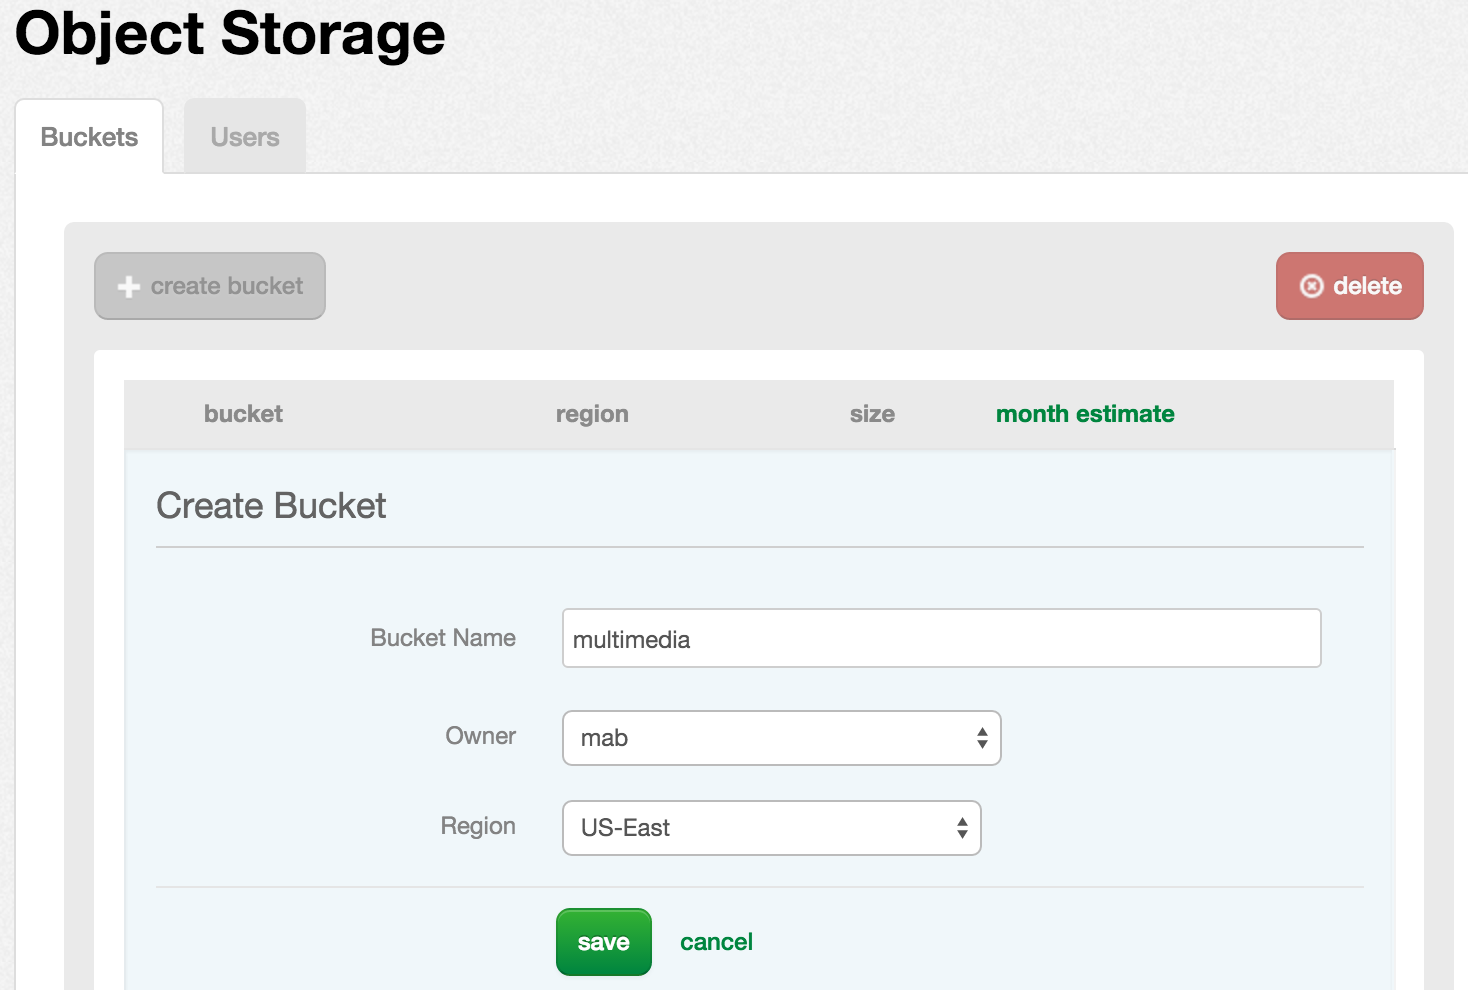 Object Storage
Buckets Users
create bucket delete
bucket region size month estimate
Create Bucket
Bucket Name multimedia
Owner mab
Region US-East
save cancel